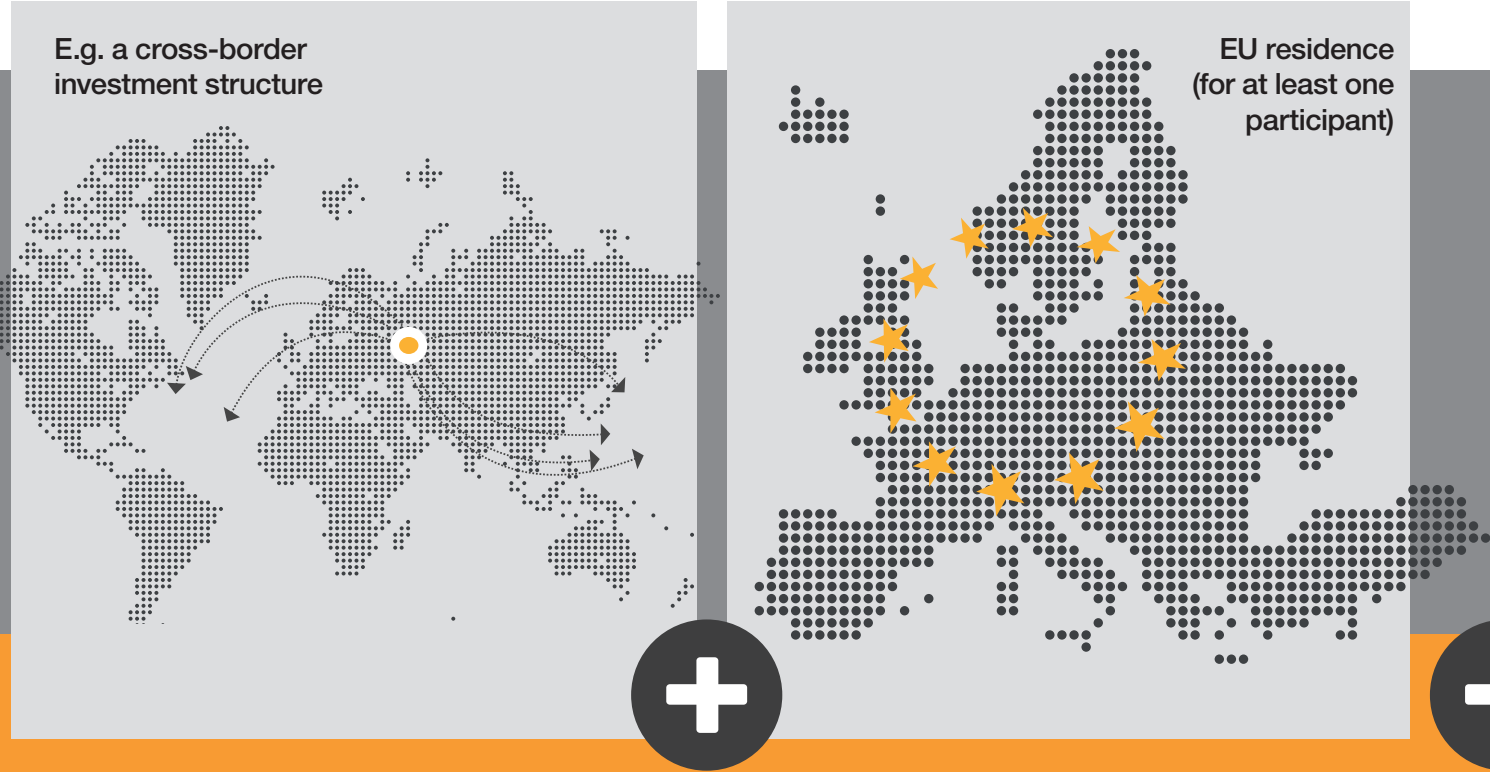 E.g. a cross-border
investment structure
EU residence
(for at least one
participant)